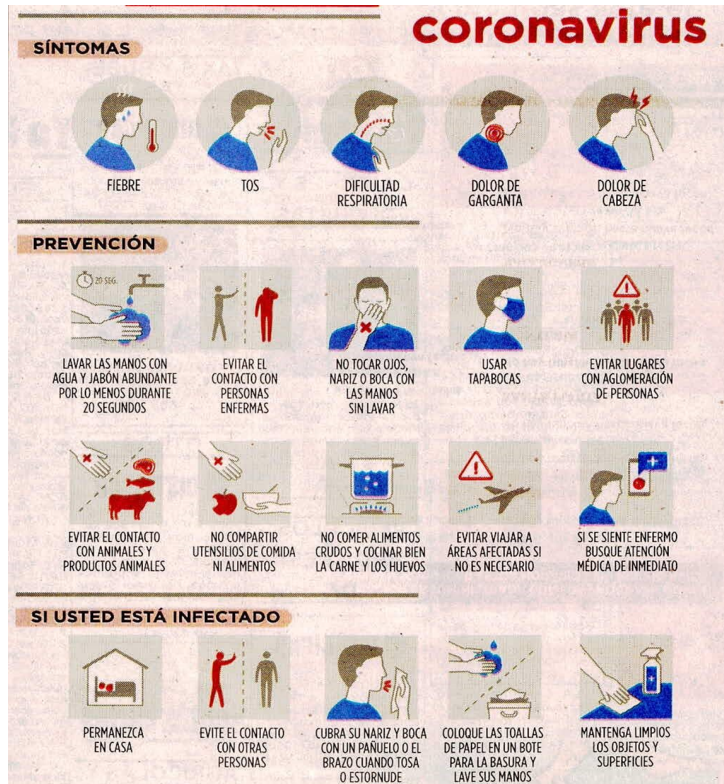 coronavirus
SÍNTOMAS
FIEBRE
TOS
DIFICULTAD
RESPIRATORIA
DOLOR DE
GARGANTA
DOLOR DE
CABEZA
PREVENCIÓN
20 SEG.
LAVAR LAS MANOS CON
AGUA Y JABÓN ABUNDANTE
POR LO MENOS DURANTE
20 SEGUNDOS
EVITAR EL
CONTACTO CON
PERSONAS
ENFERMAS
NO TOCAR OJOS,
NARIZ O BOCA CON
LAS MANOS
SIN LAVAR
USAR
TAPABOCAS
EVITAR LUGARES
CON AGLOMERACIÓN
DE PERSONAS
EVITAR EL CONTACTO
CON ANIMALES Y
PRODUCTOS ANIMALES
NO COMPARTIR
UTENSILIOS DE COMIDA
NI ALIMENTOS
NO COMER ALIMENTOS
CRUDOS Y COCINAR BIEN
LA CARNE Y LOS HUEVOS
EVITAR VIAJAR A
ÁREAS AFECTADAS SI
NO ES NECESARIO
SI SE SIENTE ENFERMO
BUSQUE ATENCIÓN
MÉDICA DE INMEDIATO
SI USTED ESTÁ INFECTADO
PERMANEZCA
EN CASA
EVITE EL CONTACTO
CON OTRAS
PERSONAS
CUBRA SU NARIZ Y BOCA
CON UN PAÑUELO O EL
BRAZO CUANDO TOSA
O ESTORNUDE
COLOQUE LAS TOALLAS
DE PAPEL EN UN BOTE
PARA LA BASURA Y
LAVE SUS MANOS
MANTENGA LIMPIOS
LOS OBJETOS Y
SUPERFICIES